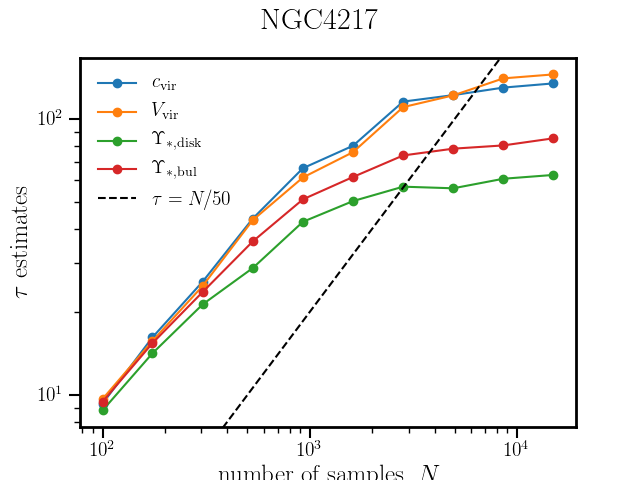 NGC4217
c_vir
V_vir
Υ_*,disk
Υ_*,bul
τ = N/50
10^2
10^1
τ estimates
10^2 10^3 10^4
number of samples, N